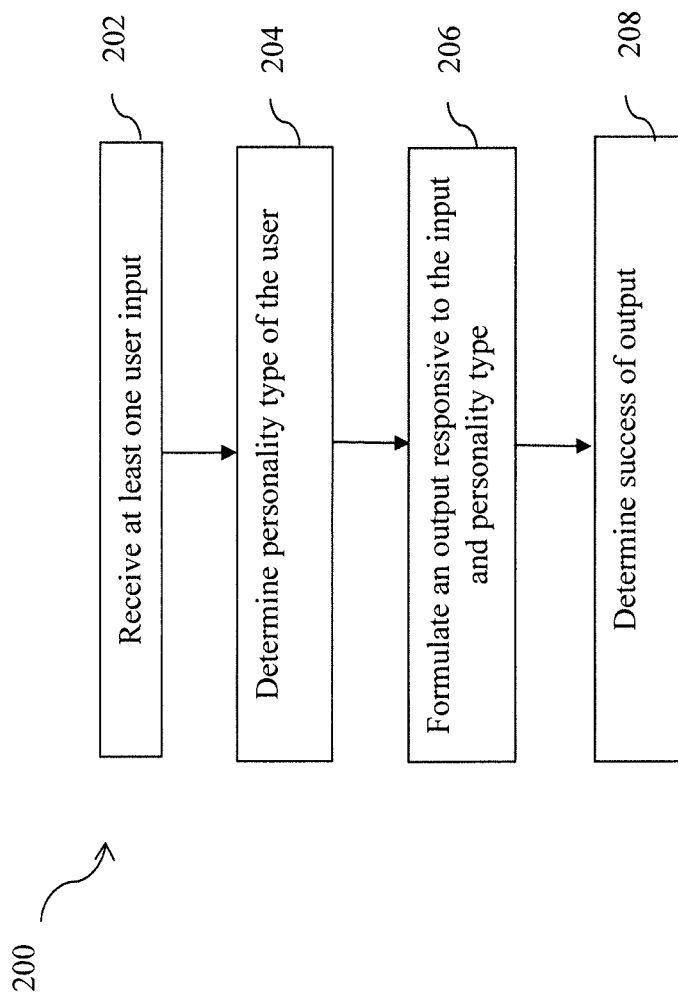 200
Receive at least one user input
202
Determine personality type of the user
204
Formulate an output responsive to the input
and personality type
206
Determine success of output
208